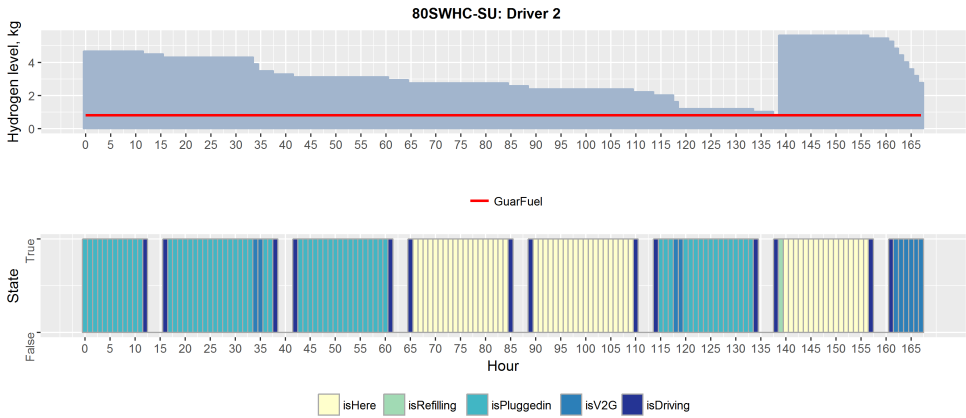 80SWHC-SU: Driver 2
Hydrogen level, kg
4
2
0
0 5 10 15 20 25 30 35 40 45 50 55 60 65 70 75 80 85 90 95 100 105 110 115 120 125 130 135 140 145 150 155 160 165
GuarFuel
State
True
False
0 5 10 15 20 25 30 35 40 45 50 55 60 65 70 75 80 85 90 95 100 105 110 115 120 125 130 135 140 145 150 155 160 165
Hour
isHere isRefilling isPluggedin isV2G isDriving